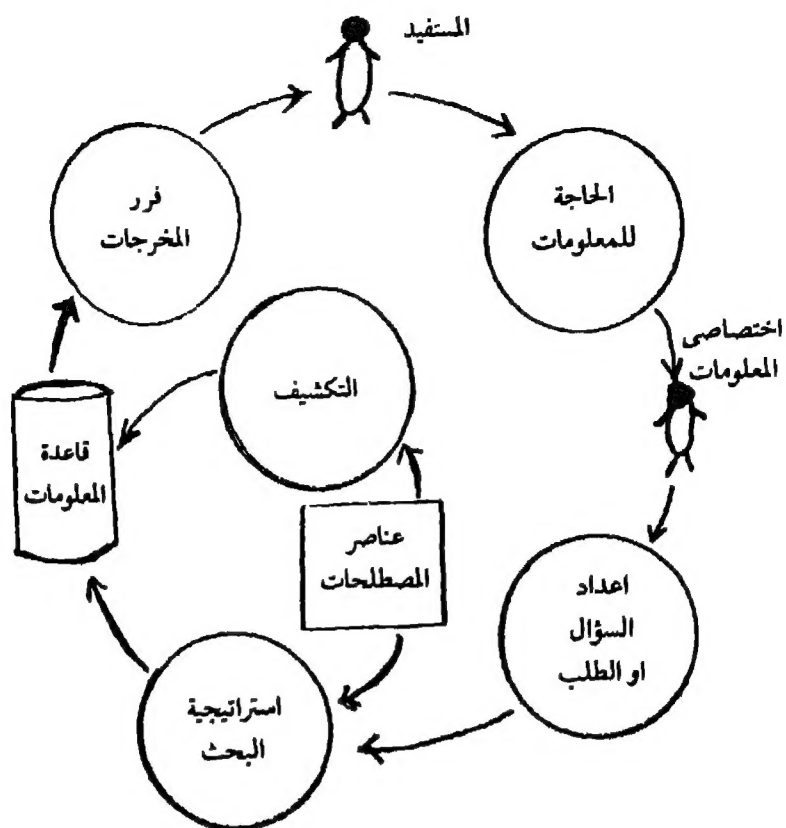 المستفيد
الحاجة
للمعلومات
اختصاصى
المعلومات
اعداد
السؤال
او الطلب
استراتيجية
البحث
عناصر
المصطلحات
التكشيف
قاعدة
المعلومات
فرر
المخرجات